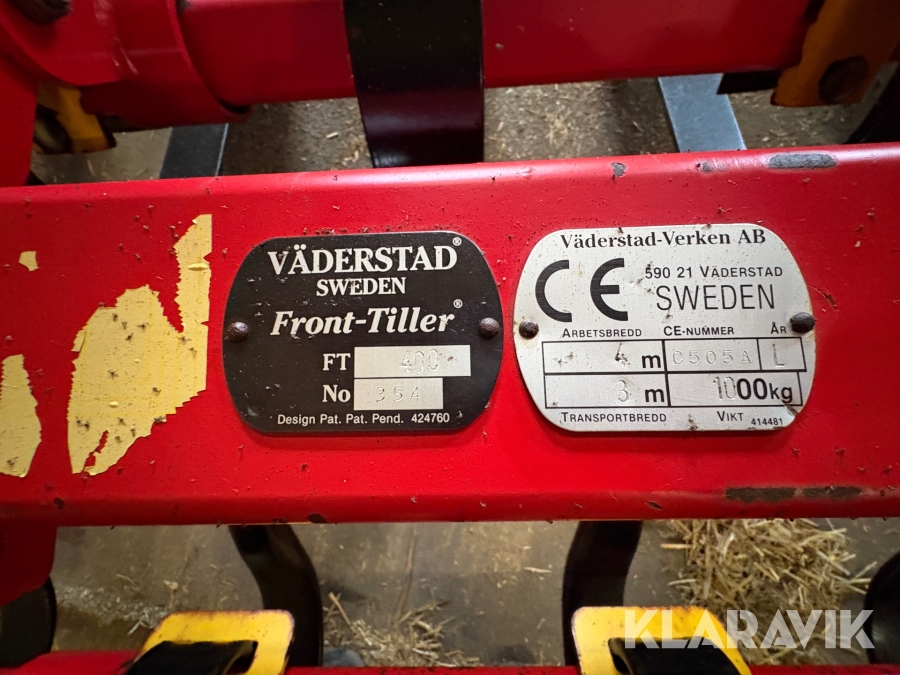 VÄDERSTAD®
SWEDEN
Front-Tiller®
FT 400
No 354
Design Pat. Pat. Pend. 424760
Väderstad-Verken AB
CE 590 21 VÄDERSTAD
SWEDEN
ARBETSBREDD CE-NUMMER ÅR
4 m 0505A L
3 m 1000kg
TRANSPORTBREDD VIKT 414481
KLARAVIK